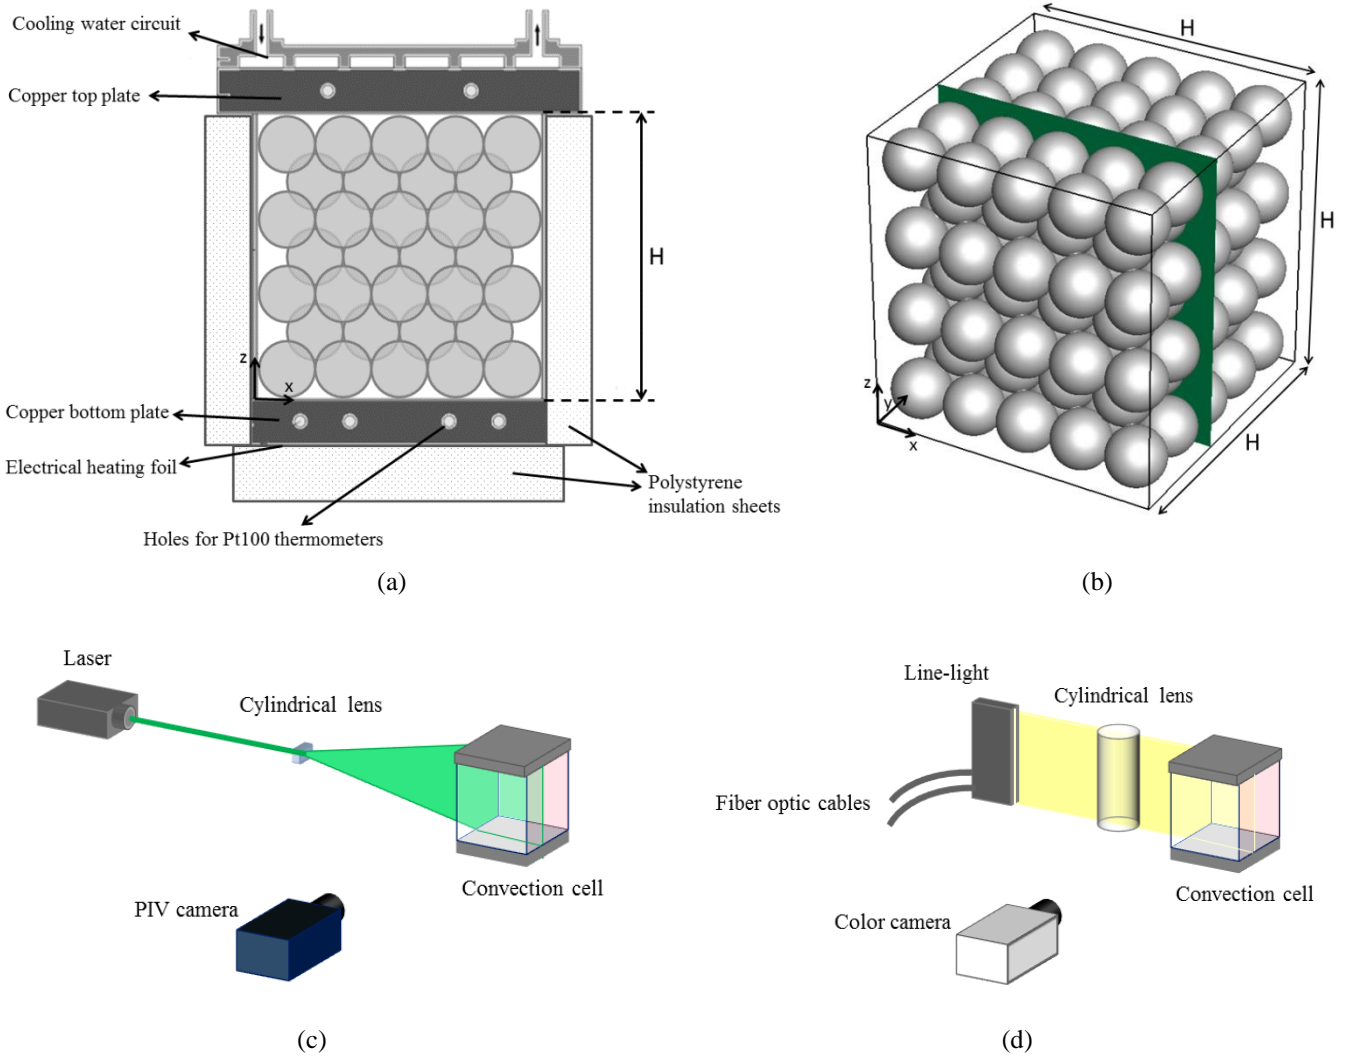 Cooling water circuit
Copper top plate
H
z
x
Copper bottom plate
Electrical heating foil
Polystyrene
insulation sheets
Holes for Pt100 thermometers
(a)
H
H
z
y
x
H
(b)
Laser
Cylindrical lens
Convection cell
PIV camera
(c)
Line-light
Cylindrical lens
Fiber optic cables
Convection cell
Color camera
(d)